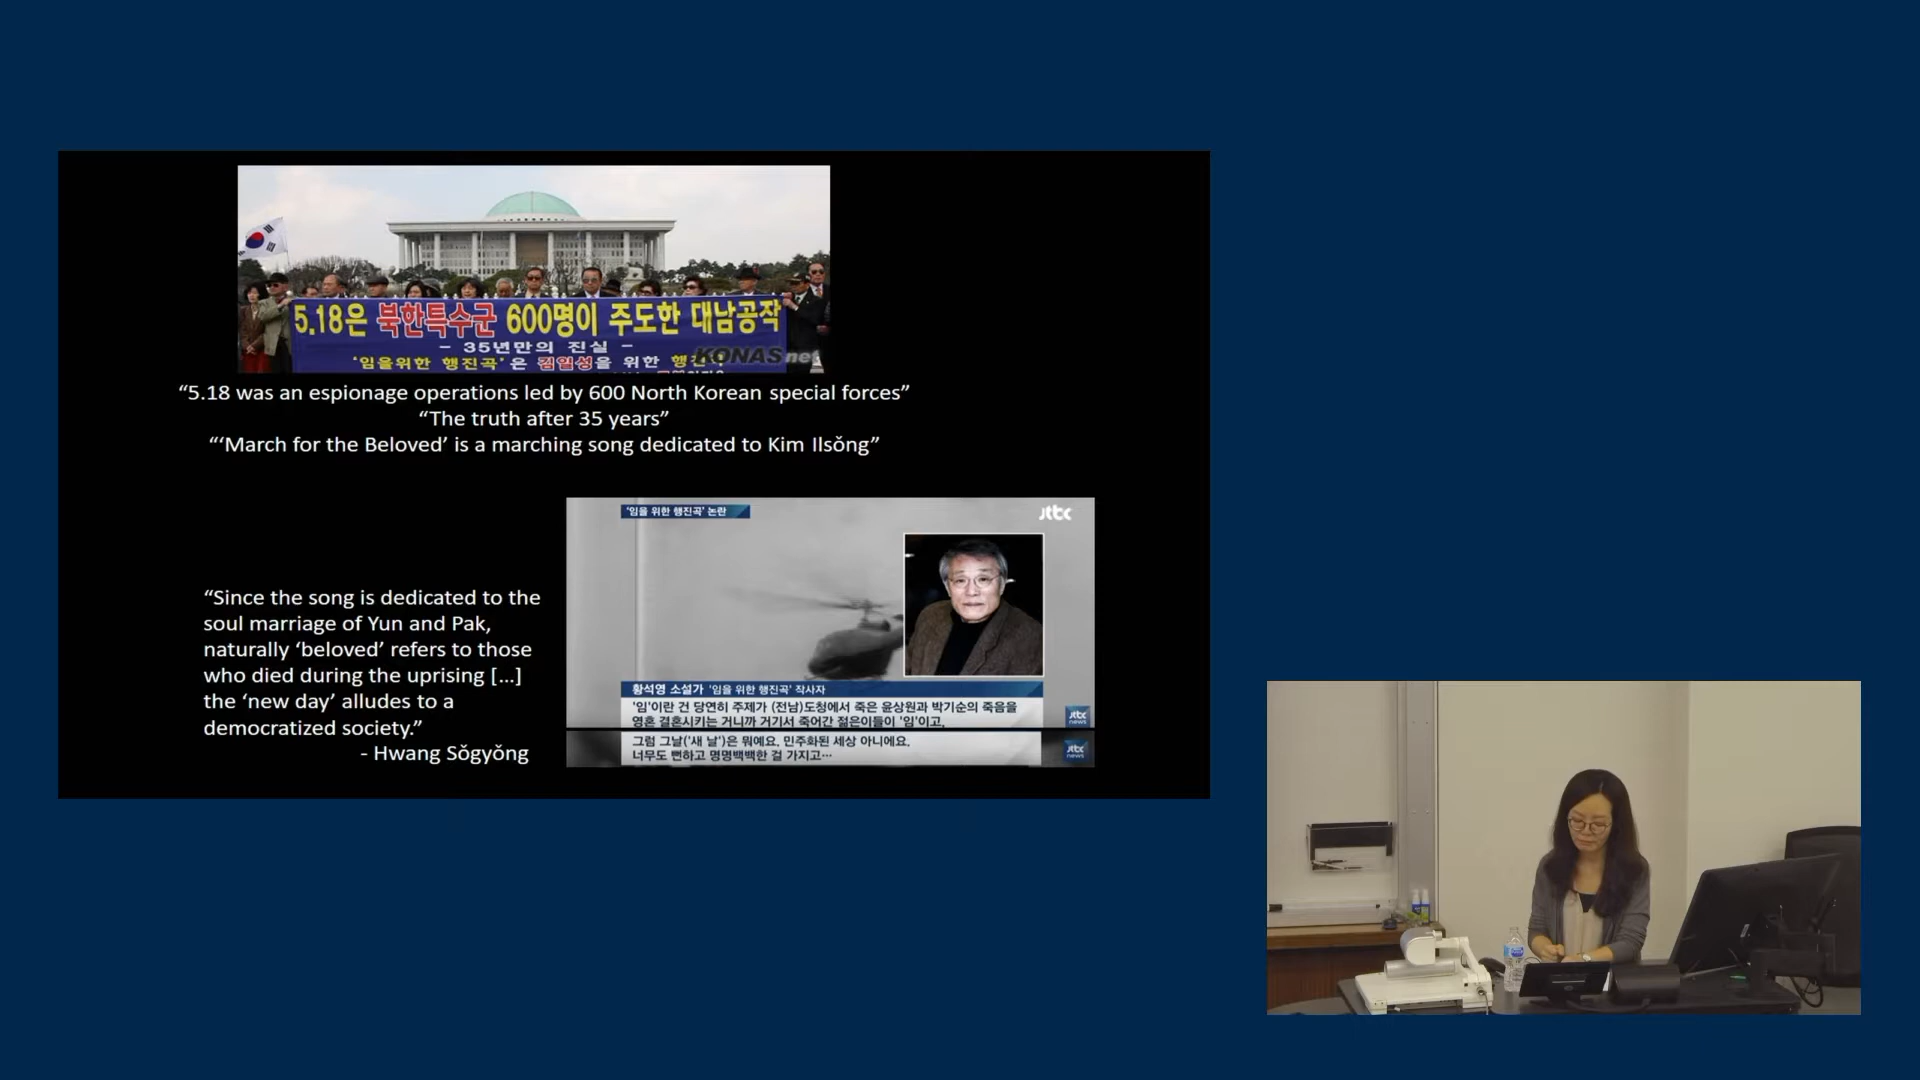 5.18은 북한특수군 600명이 주도한 대남공작
- 35년만의 진실 -
'임을위한 행진곡'은 김일성을 위한
KONAS net
“5.18 was an espionage operations led by 600 North Korean special forces”
“The truth after 35 years”
“‘March for the Beloved’ is a marching song dedicated to Kim Ilsŏng”
“Since the song is dedicated to the
soul marriage of Yun and Pak,
naturally ‘beloved’ refers to those
who died during the uprising […]
the ‘new day’ alludes to a
democratized society.”
- Hwang Sŏgyŏng
'임을 위한 행진곡' 논란
jtbc
황석영 소설가 '임을 위한 행진곡' 작사자
'임'이란 건 당연히 주제가 (전남)도청에서 죽은 윤상원과 박기순의 죽음을
영혼 결혼시키는 거니까 거기서 죽어간 젊은이들이 '임'이고,
jtbc
news
그럼 그날('새 날')은 뭐예요, 민주화된 세상 아니에요.
너무도 뻔하고 명명백백한 걸 가지고…
jtbc
news